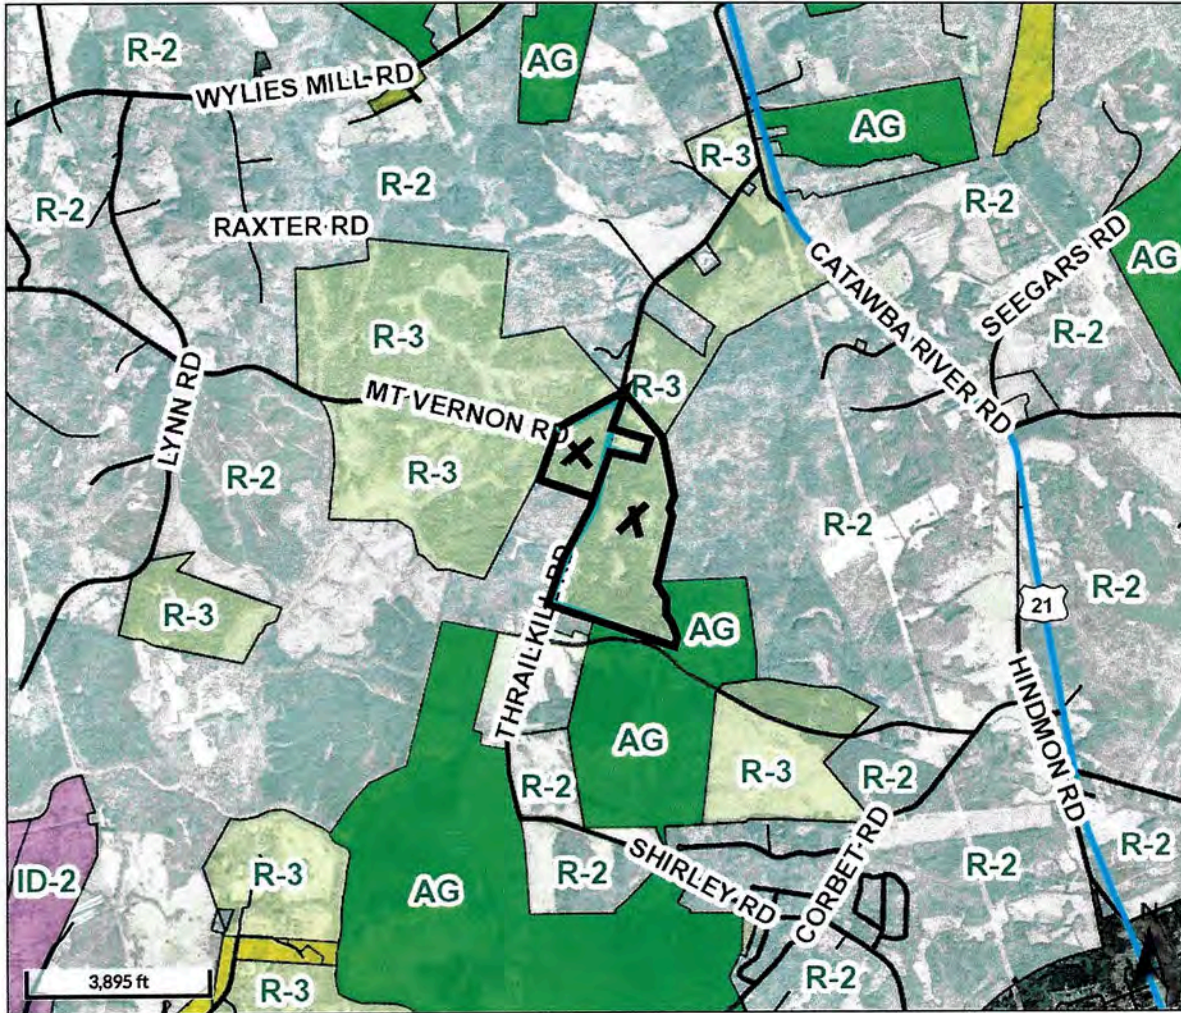 R-2
AG
WYLIES MILL RD
AG
R-3
R-2
R-2
R-2
RAXTER RD
SEEGARS RD
AG
CATAWBA RIVER RD
R-2
R-3
R-3
MT VERNON RD
LYNN RD
R-3
R-2
R-2
R-2
21
R-3
THRAILKILL RD
AG
HINDMON RD
AG
R-3
R-2
R-2
CORBET RD
SHIRLEY RD
R-2
R-2
R-2
ID-2
R-3
AG
R-2
3,895 ft
R-3